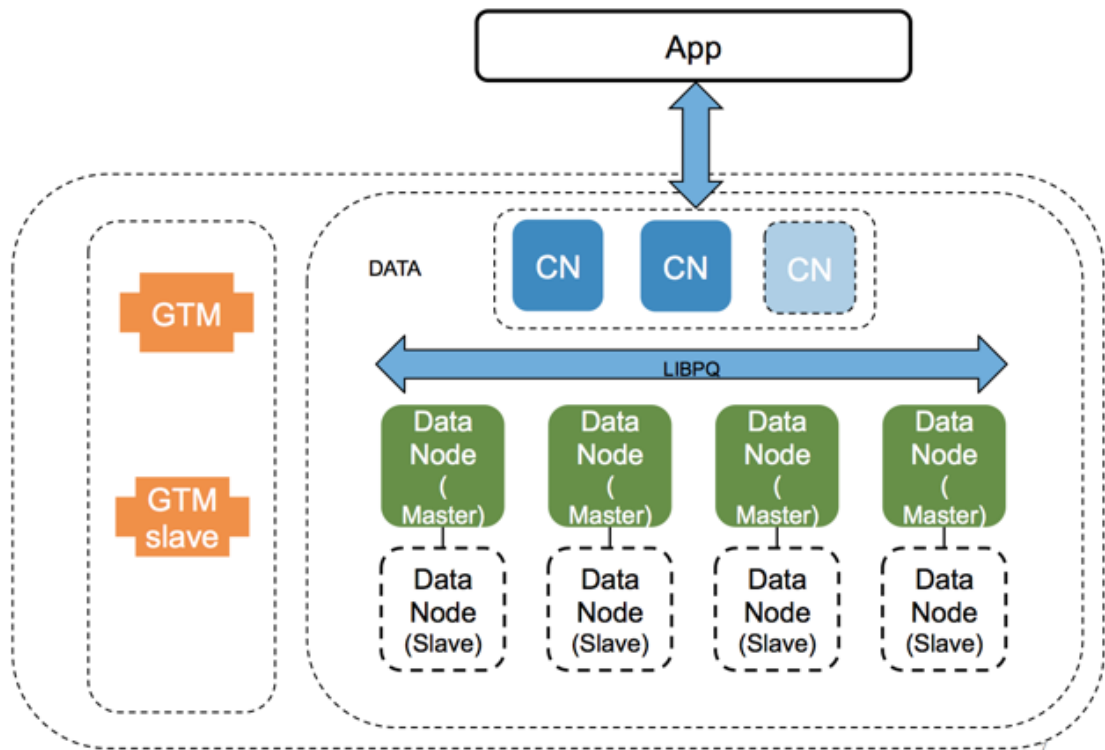 App
CN
CN
CN
DATA
LIBPQ
GTM
GTM
slave
Data
Node
(
Master)
Data
Node
(
Master)
Data
Node
(
Master)
Data
Node
(
Master)
Data
Node
(Slave)
Data
Node
(Slave)
Data
Node
(Slave)
Data
Node
(Slave)